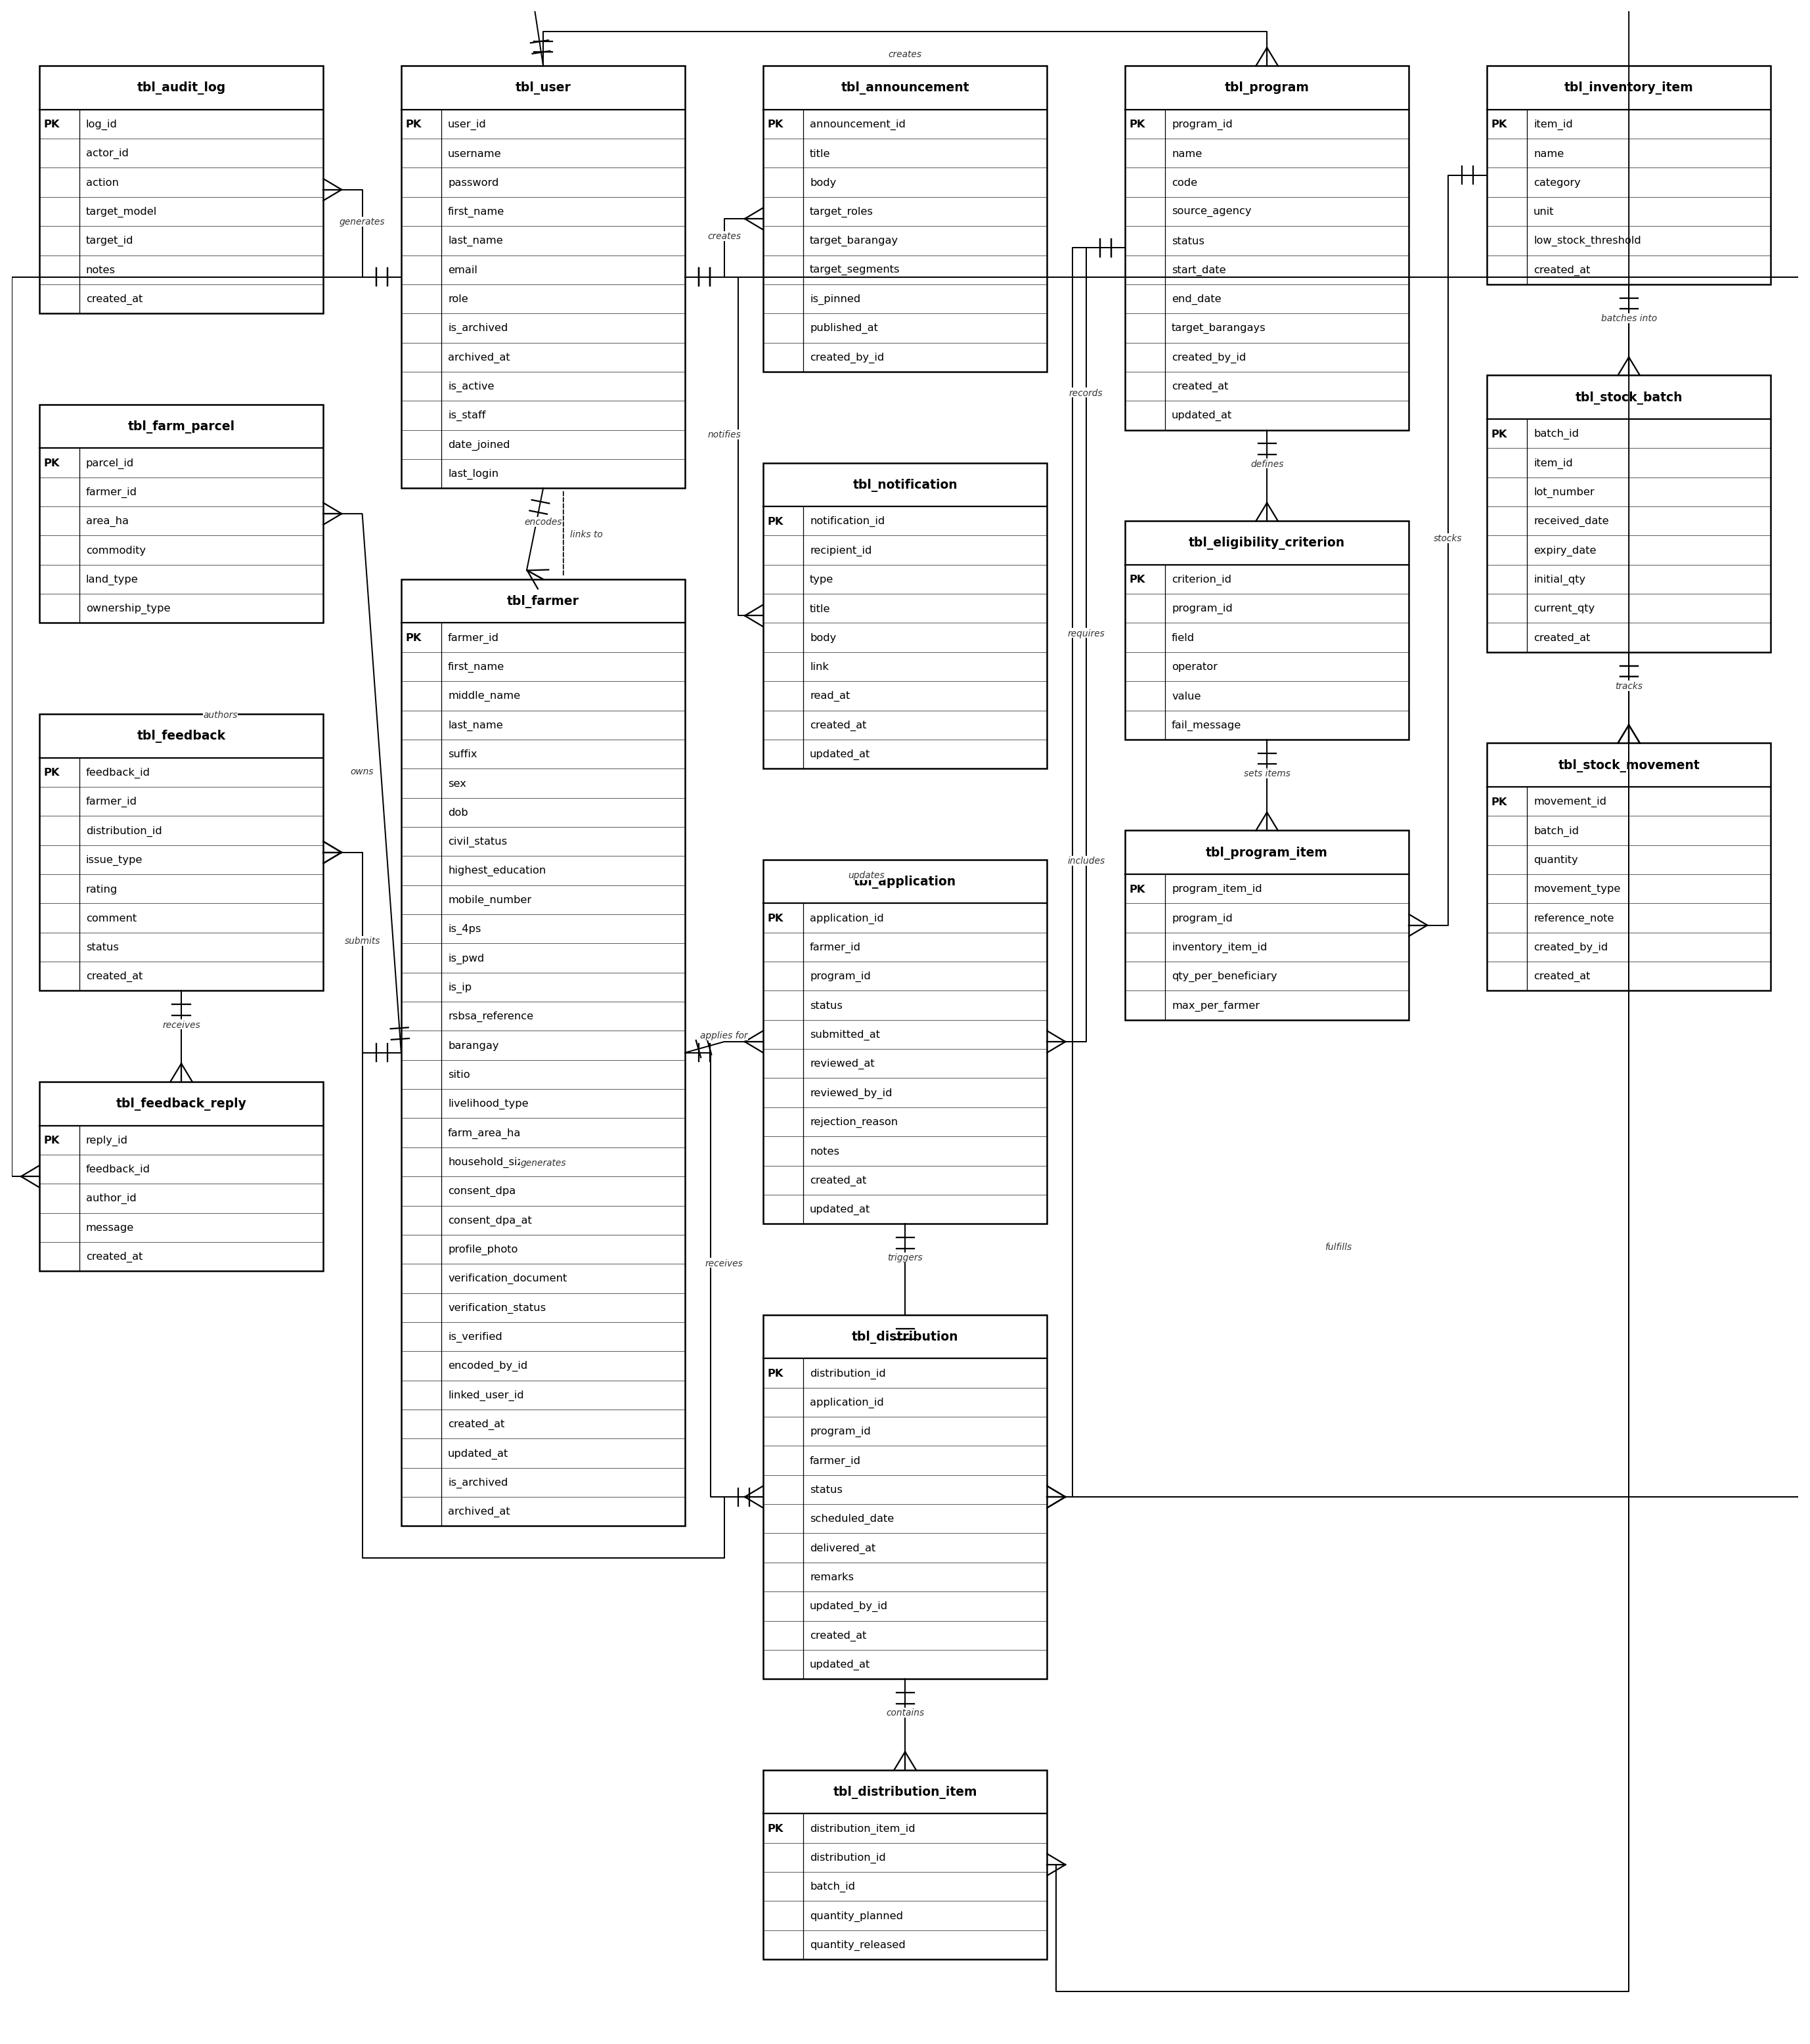 creates
tbl_audit_log
PK log_id
actor_id
action
target_model
target_id
notes
created_at
generates
tbl_user
PK user_id
username
password
first_name
last_name
email
role
is_archived
archived_at
is_active
is_staff
date_joined
last_login
creates
notifies
tbl_announcement
PK announcement_id
title
body
target_roles
target_barangay
target_segments
is_pinned
published_at
created_by_id
tbl_program
PK program_id
name
code
source_agency
status
start_date
end_date
target_barangays
created_by_id
created_at
updated_at
records
defines
tbl_inventory_item
PK item_id
name
category
unit
low_stock_threshold
created_at
batches into
tbl_farm_parcel
PK parcel_id
farmer_id
area_ha
commodity
land_type
ownership_type
encodes
links to
tbl_notification
PK notification_id
recipient_id
type
title
body
link
read_at
created_at
updated_at
requires
tbl_eligibility_criterion
PK criterion_id
program_id
field
operator
value
fail_message
sets items
stocks
tbl_stock_batch
PK batch_id
item_id
lot_number
received_date
expiry_date
initial_qty
current_qty
created_at
tracks
authors
tbl_feedback
PK feedback_id
farmer_id
distribution_id
issue_type
rating
comment
status
created_at
receives
owns
submits
tbl_farmer
PK farmer_id
first_name
middle_name
last_name
suffix
sex
dob
civil_status
highest_education
mobile_number
is_4ps
is_pwd
is_ip
rsbsa_reference
barangay
sitio
livelihood_type
farm_area_ha
generates
consent_dpa
consent_dpa_at
profile_photo
verification_document
verification_status
is_verified
encoded_by_id
linked_user_id
created_at
updated_at
is_archived
archived_at
applies for
receives
updates
tbl_application
PK application_id
farmer_id
program_id
status
submitted_at
reviewed_at
reviewed_by_id
rejection_reason
notes
created_at
updated_at
triggers
includes
tbl_program_item
PK program_item_id
program_id
inventory_item_id
qty_per_beneficiary
max_per_farmer
tbl_stock_movement
PK movement_id
batch_id
quantity
movement_type
reference_note
created_by_id
created_at
tbl_feedback_reply
PK reply_id
feedback_id
author_id
message
created_at
fulfills
tbl_distribution
PK distribution_id
application_id
program_id
farmer_id
status
scheduled_date
delivered_at
remarks
updated_by_id
created_at
updated_at
contains
tbl_distribution_item
PK distribution_item_id
distribution_id
batch_id
quantity_planned
quantity_released